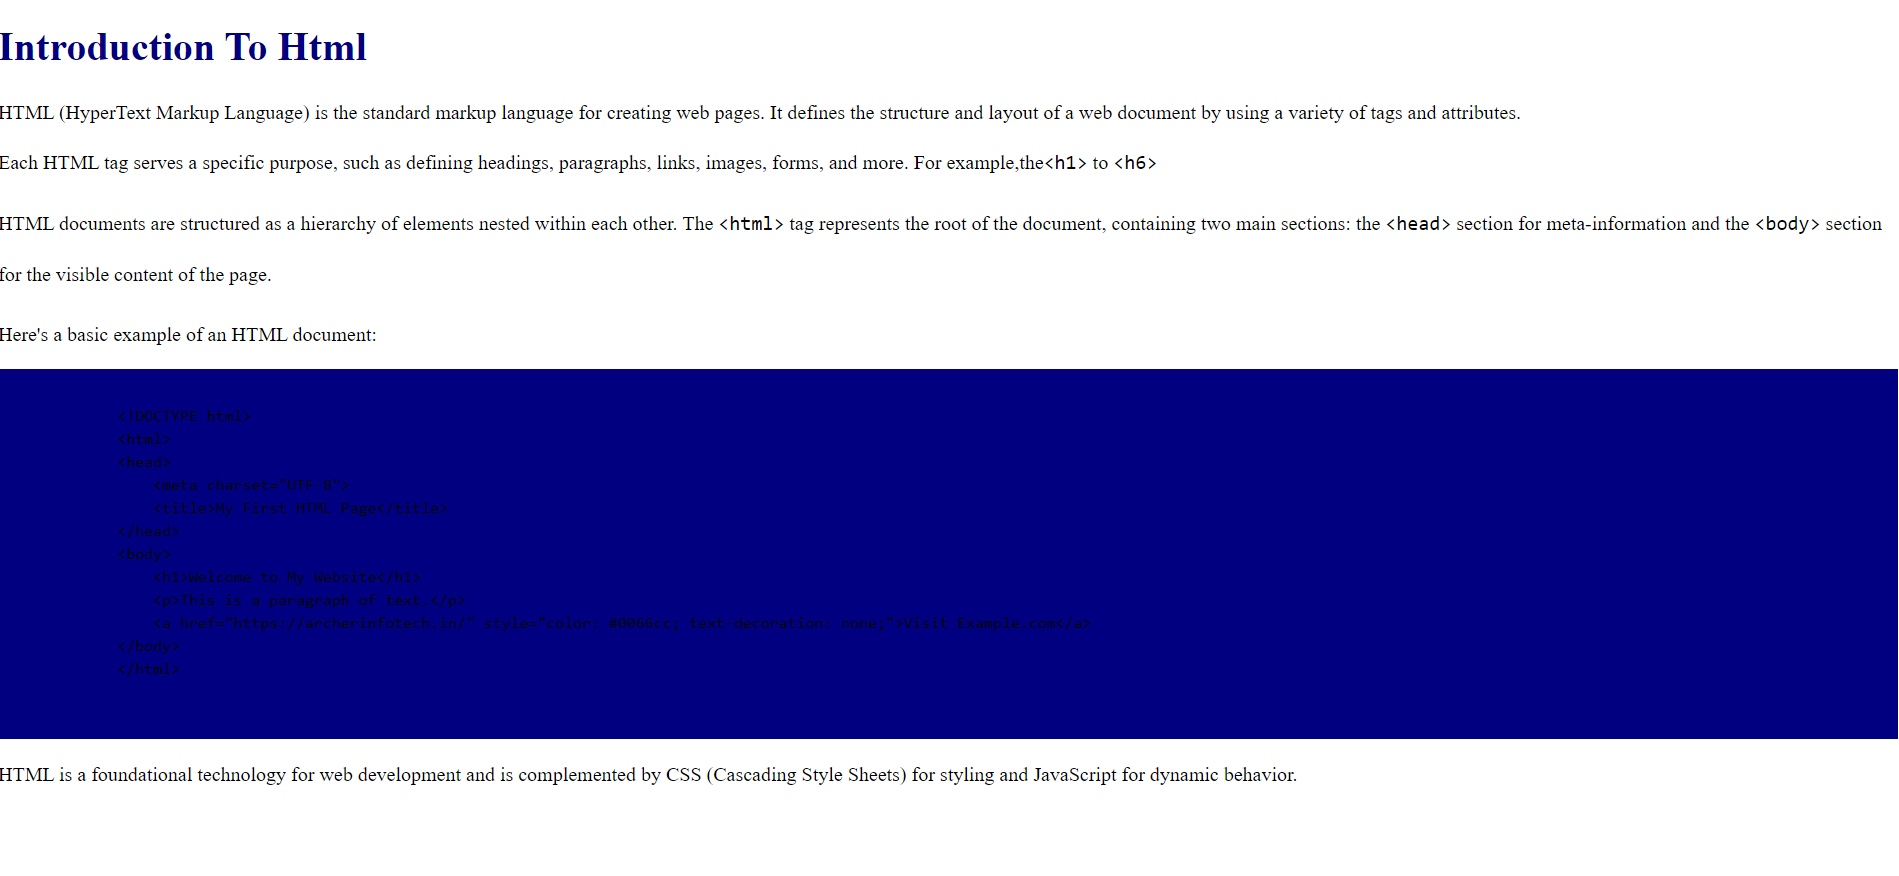 Introduction To Html
HTML (HyperText Markup Language) is the standard markup language for creating web pages. It defines the structure and layout of a web document by using a variety of tags and attributes.
Each HTML tag serves a specific purpose, such as defining headings, paragraphs, links, images, forms, and more. For example,the<h1> to <h6>
HTML documents are structured as a hierarchy of elements nested within each other. The <html> tag represents the root of the document, containing two main sections: the <head> section for meta-information and the <body> section
for the visible content of the page.
Here's a basic example of an HTML document:
<!DOCTYPE html>
<html>
<head>
<meta charset="UTF-8">
<title>My First HTML Page</title>
</head>
<body>
<h1>Welcome to My Website</h1>
<p>This is a paragraph of text.</p>
<a href="https://archerinfotech.in/" style="color: #0066cc; text-decoration: none;">Visit Example.com</a>
</body>
</html>
HTML is a foundational technology for web development and is complemented by CSS (Cascading Style Sheets) for styling and JavaScript for dynamic behavior.